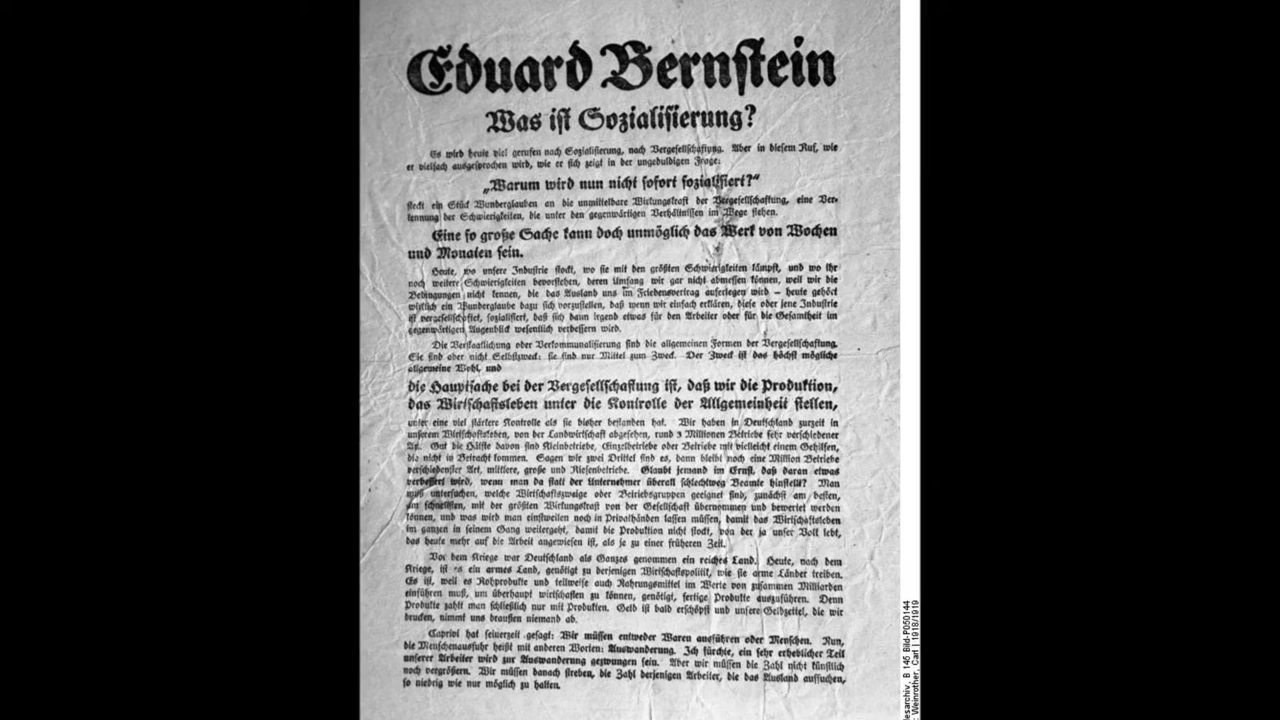 Eduard Bernstein
Was ist Sozialisierung?
Es wird heute viel gerufen nach Sozialisierung, nach Vergesellschaftung. Aber in diesem Ruf, wie
er vielfach ausgesprochen wird, wie er sich zeigt in der ungeduldigen Frage:
„Warum wird nun nicht sofort sozialisiert?“
steckt ein Stück Wunderglauben an die unmittelbare Wirkungskraft der Vergesellschaftung, eine Ver-
kennung der Schwierigkeiten, die unter den gegenwärtigen Verhältnissen im Wege stehen.
Eine so große Sache kann doch unmöglich das Werk von Wochen
und Monaten sein.
Heute, wo unsere Industrie stockt, wo sie mit den größten Schwierigkeiten kämpft, und wo ihr
noch weitere Schwierigkeiten bevorstehen, deren Umfang wir gar nicht abmessen können, weil wir die
Bedingungen nicht kennen, die das Ausland uns im Friedensvertrag auferlegen wird — heute gehört
wirklich ein Wunderglaube dazu sich vorzustellen, daß wenn wir einfach erklären, diese oder jene Industrie
ist vergesellschaftet, sozialisiert, daß sich dann irgend etwas für den Arbeiter oder für die Gesamtheit im
gegenwärtigen Augenblick wesentlich verbessern wird.
Die Verstaatlichung oder Verkommunalisierung sind die allgemeinen Formen der Vergesellschaftung.
Sie sind aber nicht Selbstzweck: sie sind nur Mittel zum Zweck. Der Zweck ist das höchst mögliche
allgemeine Wohl, und
die Hauptsache bei der Vergesellschaftung ist, daß wir die Produktion,
das Wirtschaftsleben unter die Kontrolle der Allgemeinheit stellen,
unter eine viel stärkere Kontrolle als sie bisher bestanden hat. Wir haben in Deutschland zurzeit in
unserem Wirtschaftsleben, von der Landwirtschaft abgesehen, rund 3 Millionen Betriebe sehr verschiedener
Art. Gut die Hälfte davon sind Kleinbetriebe, Einzelbetriebe oder Betriebe mit vielleicht einem Gehilfen,
die nicht in Betracht kommen. Sagen wir zwei Drittel sind es, dann bleibt noch eine Million Betriebe
verschiedenster Art, mittlere, große und Riesenbetriebe. Glaubt jemand im Ernst, daß daran etwas
verbessert wird, wenn man da statt der Unternehmer überall schlechtweg Beamte hinstellt? Man
muß untersuchen, welche Wirtschaftszweige oder Betriebsgruppen geeignet sind, zunächst am besten,
am schnellsten, mit der größten Wirkungskraft von der Gesellschaft übernommen und bewertet werden
können, und was wird man einstweilen noch in Privathänden lassen müssen, damit das Wirtschaftsleben
im ganzen in seinem Gang weitergeht, damit die Produktion nicht stockt, von der ja unser Volk lebt,
das heute mehr auf die Arbeit angewiesen ist, als je zu einer früheren Zeit.
Vor dem Kriege war Deutschland als Ganzes genommen ein reiches Land. Heute, nach dem
Kriege, ist es ein armes Land, genötigt zu derjenigen Wirtschaftspolitik, wie sie arme Länder treiben.
Es ist, weil es Rohprodukte und teilweise auch Nahrungsmittel im Werte von zusammen Milliarden
einführen muß, um überhaupt wirtschaften zu können, genötigt, fertige Produkte auszuführen. Denn
Produkte zahlt man schließlich nur mit Produkten. Geld ist bald erschöpft und unsere Geldzettel, die wir
drucken, nimmt uns draußen niemand ab.
Caprivi hat seinerzeit gesagt: Wir müssen entweder Waren ausführen oder Menschen. Nun,
die Menschenausfuhr heißt mit anderen Worten: Auswanderung. Ich fürchte, ein sehr erheblicher Teil
unserer Arbeiter wird zur Auswanderung gezwungen sein. Aber wir müssen die Zahl nicht künstlich
noch vergrößern. Wir müssen danach streben, die Zahl derjenigen Arbeiter, die das Ausland aufsuchen,
so niedrig wie nur möglich zu halten.
esarchiv, B 145 Bild-P050144
: Weinrother, Carl | 1918/1919